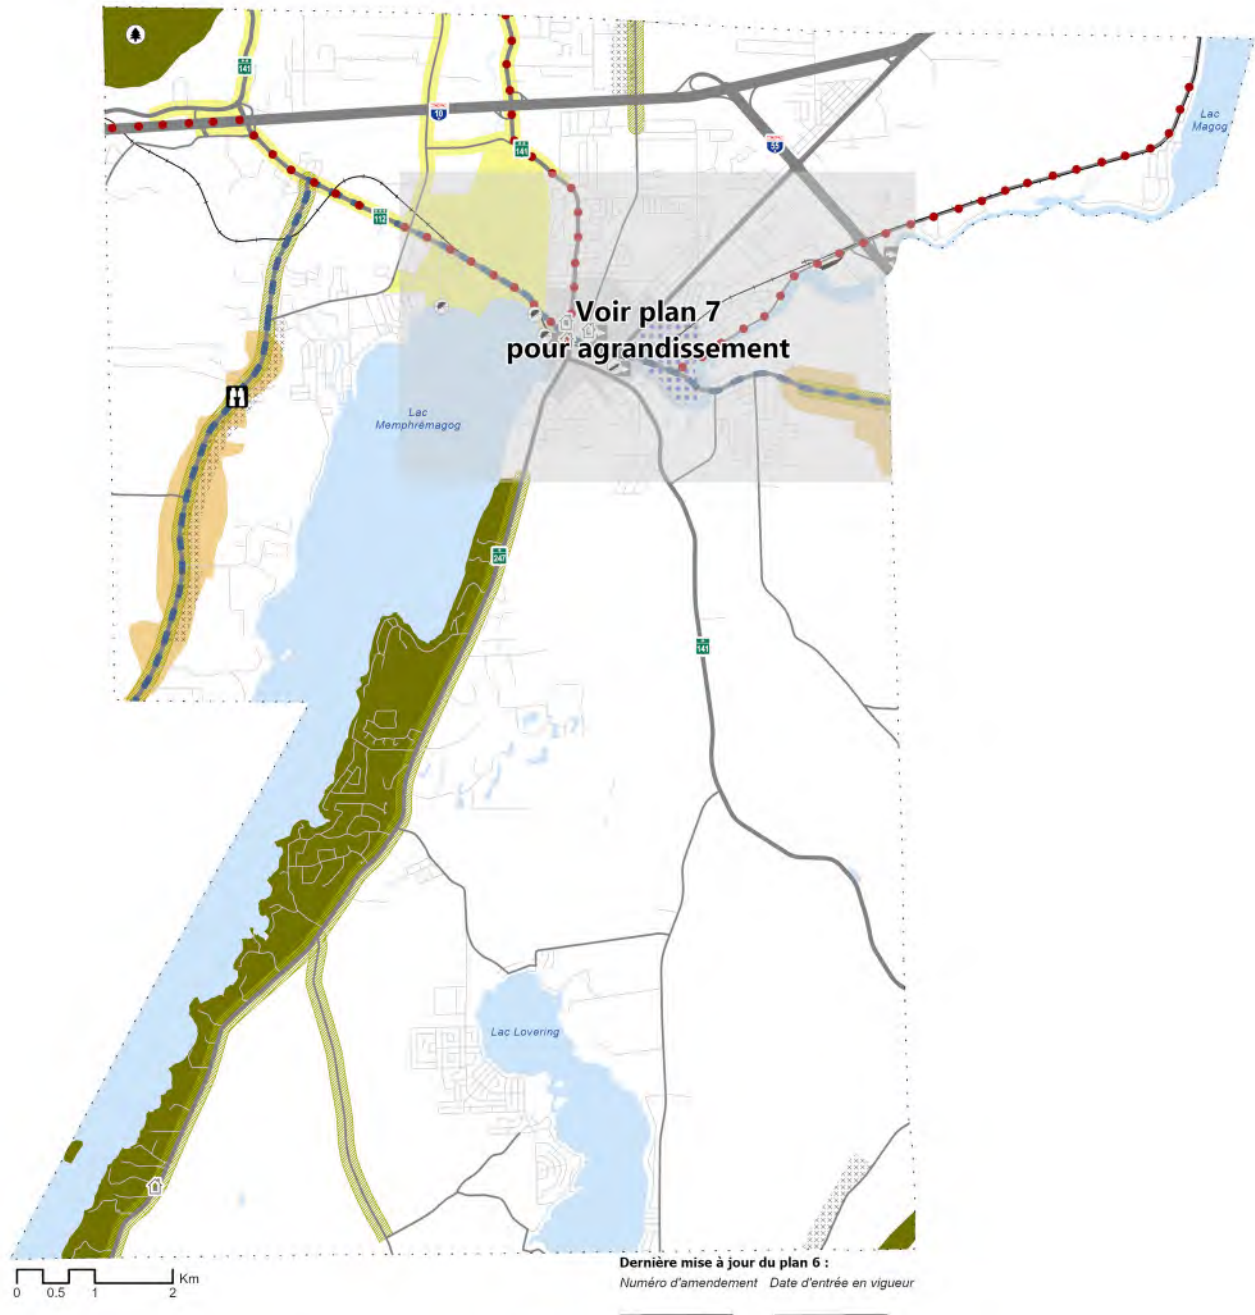 141
10
141
55
Lac
Magog
112
Voir plan 7
pour agrandissement
Lac
Memphrémagog
247
141
Lac Lovering
Km
0 0.5 1 2
Dernière mise à jour du plan 6 :
Numéro d'amendement Date d'entrée en vigueur